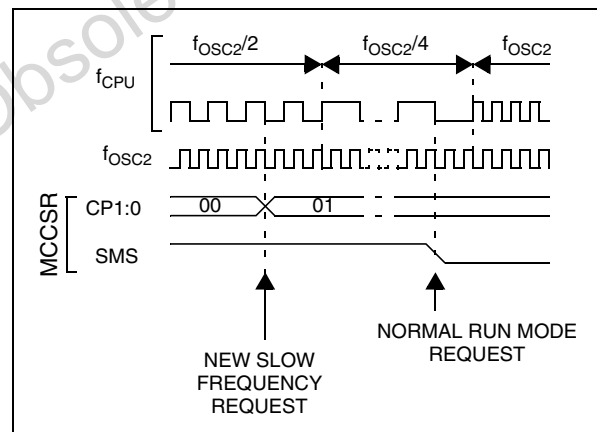 Obsole
fOSC2/2 fOSC2/4 fOSC2
fCPU
fOSC2
MCCSR
CP1:0 00 01
SMS
NEW SLOW
FREQUENCY
REQUEST
NORMAL RUN MODE
REQUEST